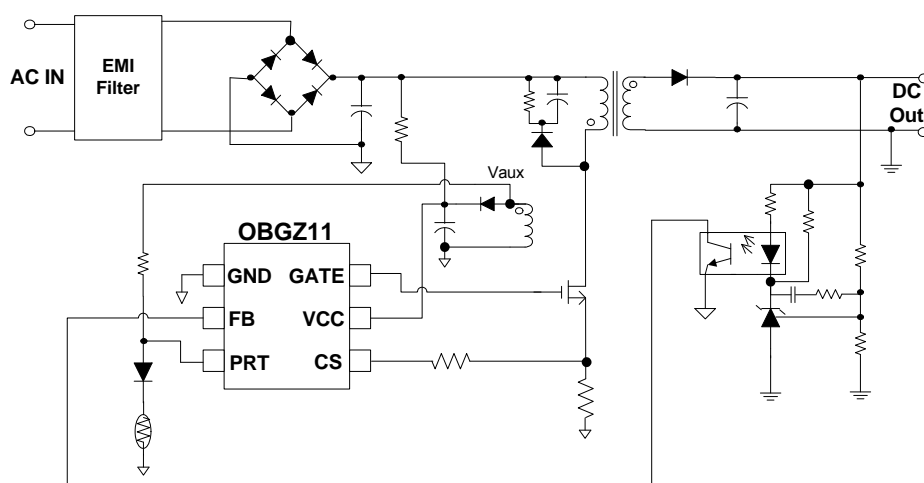 AC IN
EMI
Filter
DC
Out
Vaux
OBGZ11
GND
GATE
FB
VCC
PRT
CS